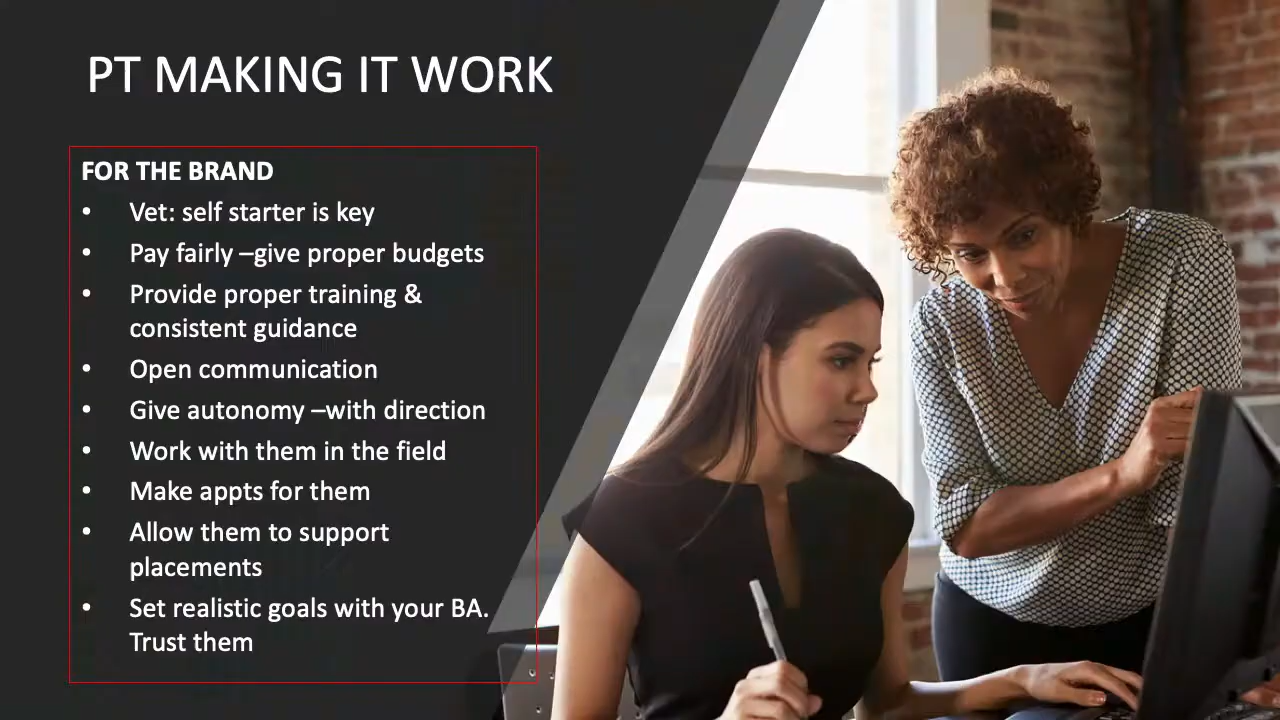 PT MAKING IT WORK
FOR THE BRAND
• Vet: self starter is key
• Pay fairly –give proper budgets
• Provide proper training &
consistent guidance
• Open communication
• Give autonomy –with direction
• Work with them in the field
• Make appts for them
• Allow them to support
placements
• Set realistic goals with your BA.
Trust them